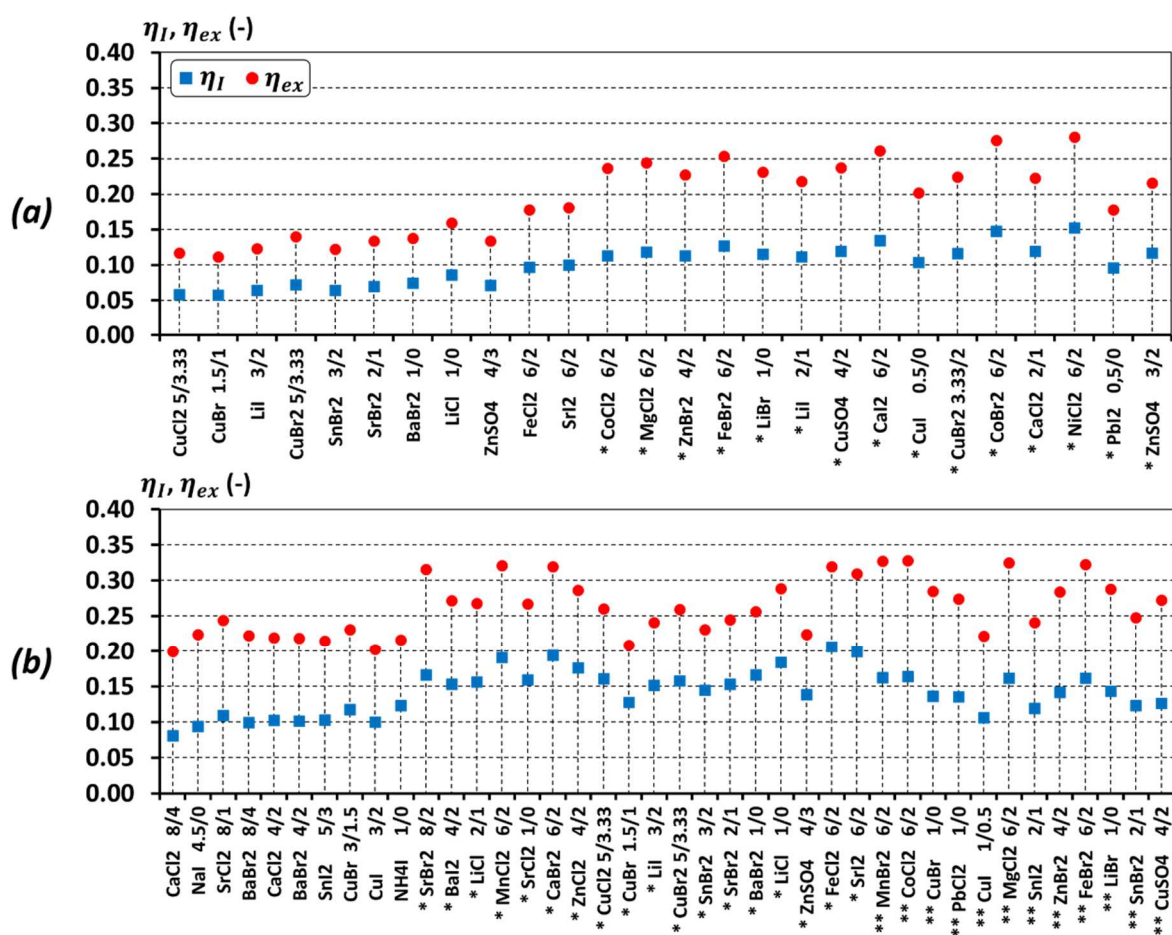 η_I, η_ex (-)
0.40
0.35
0.30
0.25
0.20
0.15
0.10
0.05
0.00
η_I
η_ex
(a)
CuCl2 5/3.33
CuBr 1.5/1
LiI 3/2
CuBr2 5/3.33
SnBr2 3/2
SrBr2 2/1
BaBr2 1/0
LiCl 1/0
ZnSO4 4/3
FeCl2 6/2
SrI2 6/2
* CoCl2 6/2
* MgCl2 6/2
* ZnBr2 4/2
* FeBr2 6/2
* LiBr 1/0
* LiI 2/1
* CuSO4 4/2
* CaI2 6/2
* CuI 0.5/0
* CuBr2 3.33/2
* CoBr2 6/2
* CaCl2 2/1
* NiCl2 6/2
* PbI2 0,5/0
* ZnSO4 3/2
η_I, η_ex (-)
0.40
0.35
0.30
0.25
0.20
0.15
0.10
0.05
0.00
(b)
CaCl2 8/4
NaI 4.5/0
SrCl2 8/1
BaBr2 8/4
CaCl2 4/2
BaBr2 4/2
SnI2 5/3
CuBr 3/1.5
CuI 3/2
NH4I 1/0
* SrBr2 8/2
* BaI2 4/2
* LiCl 2/1
* MnCl2 6/2
* SrCl2 1/0
* CaBr2 6/2
* ZnCl2 4/2
* CuCl2 5/3.33
* CuBr 1.5/1
* LiI 3/2
* CuBr2 5/3.33
* SnBr2 3/2
* SrBr2 2/1
* BaBr2 1/0
* LiCl 1/0
* ZnSO4 4/3
* FeCl2 6/2
* SrI2 6/2
** MnBr2 6/2
** CoCl2 6/2
** CuBr 1/0
** PbCl2 1/0
** CuI 1/0.5
** MgCl2 6/2
** SnI2 2/1
** ZnBr2 4/2
** FeBr2 6/2
** LiBr 1/0
** SnBr2 2/1
** CuSO4 4/2